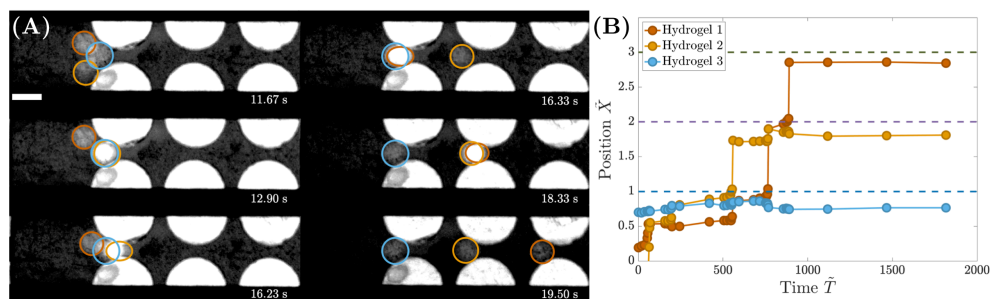 (A)
11.67 s
16.33 s
12.90 s
18.33 s
16.23 s
19.50 s
(B)
Hydrogel 1
Hydrogel 2
Hydrogel 3
Position X̃
3
2.5
2
1.5
1
0.5
0
0
500
1000
1500
2000
Time T̃